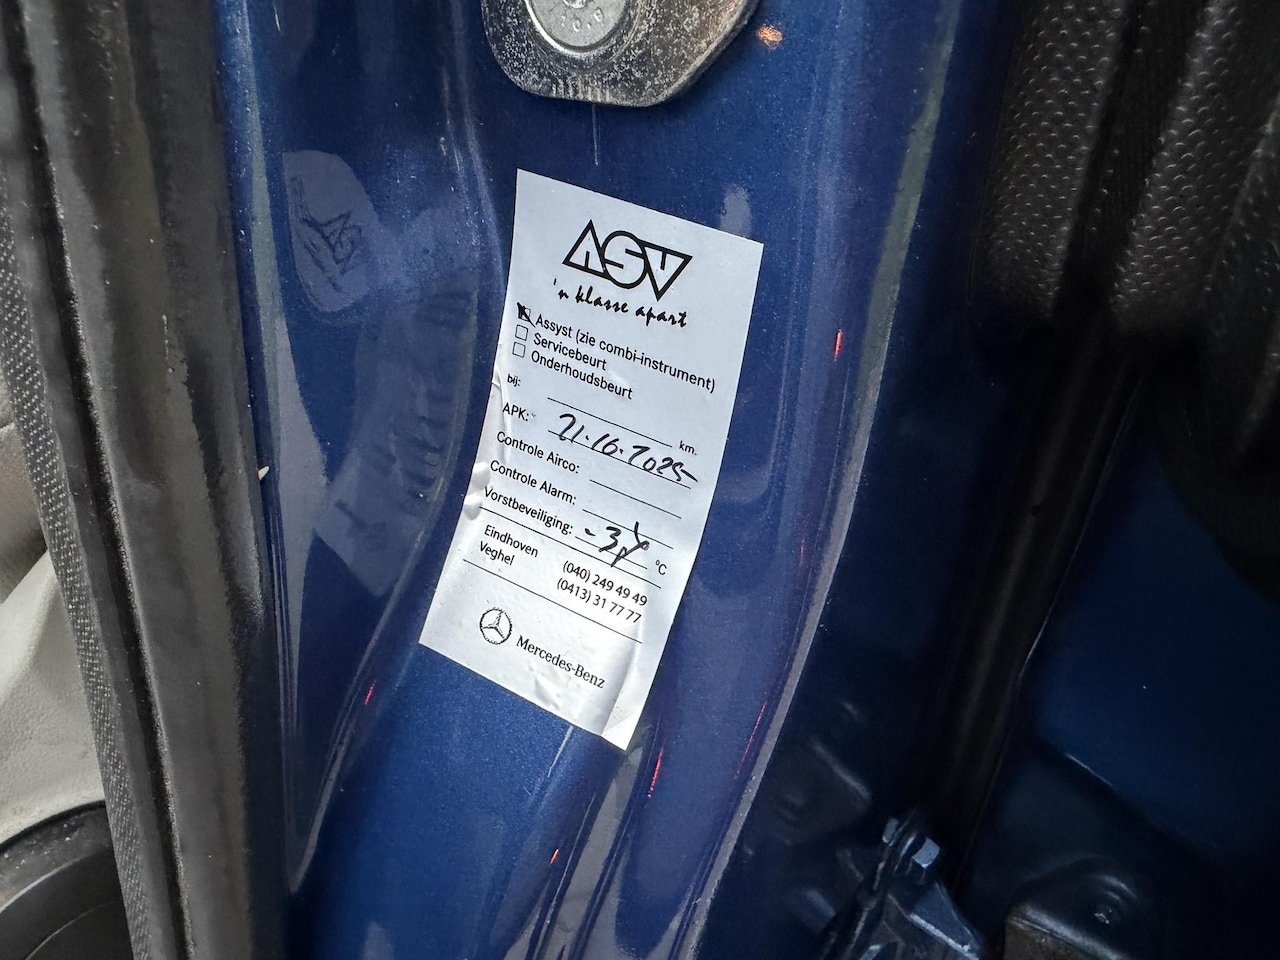 ASV
'n klasse apart
Assyst (zie combi-instrument)
Servicebeurt
Onderhoudsbeurt
bij: km.
APK: 21-10-2025
Controle Airco:
Controle Alarm:
Vorstbeveiliging: °C
Eindhoven (040) 249 49 49
Veghel (0413) 31 77 77
Mercedes-Benz